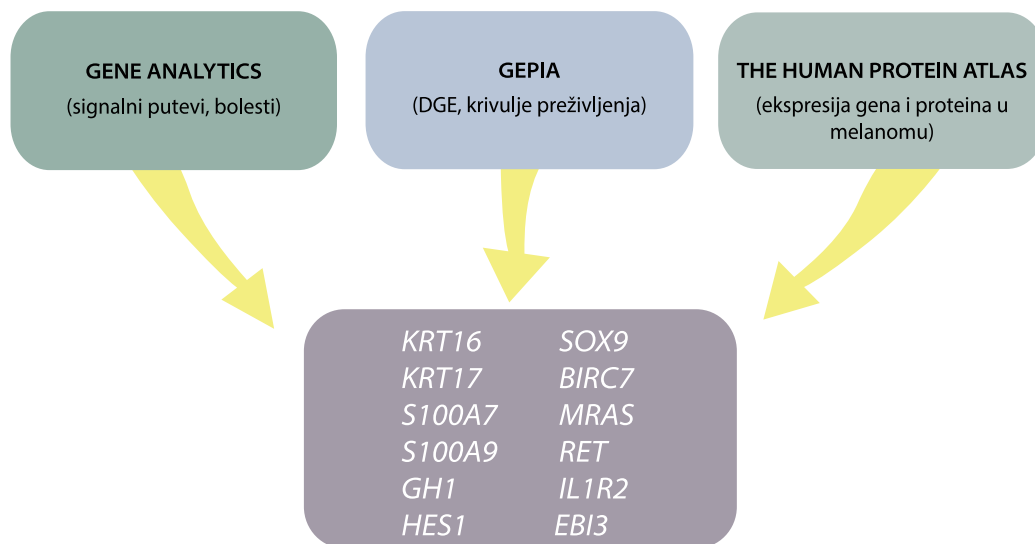 GENE ANALYTICS
(signalni putevi, bolesti)
GEPIA
(DGE, krivulje preživljenja)
THE HUMAN PROTEIN ATLAS
(ekspresija gena i proteina u
melanomu)
KRT16 SOX9
KRT17 BIRC7
S100A7 MRAS
S100A9 RET
GH1 IL1R2
HES1 EBI3